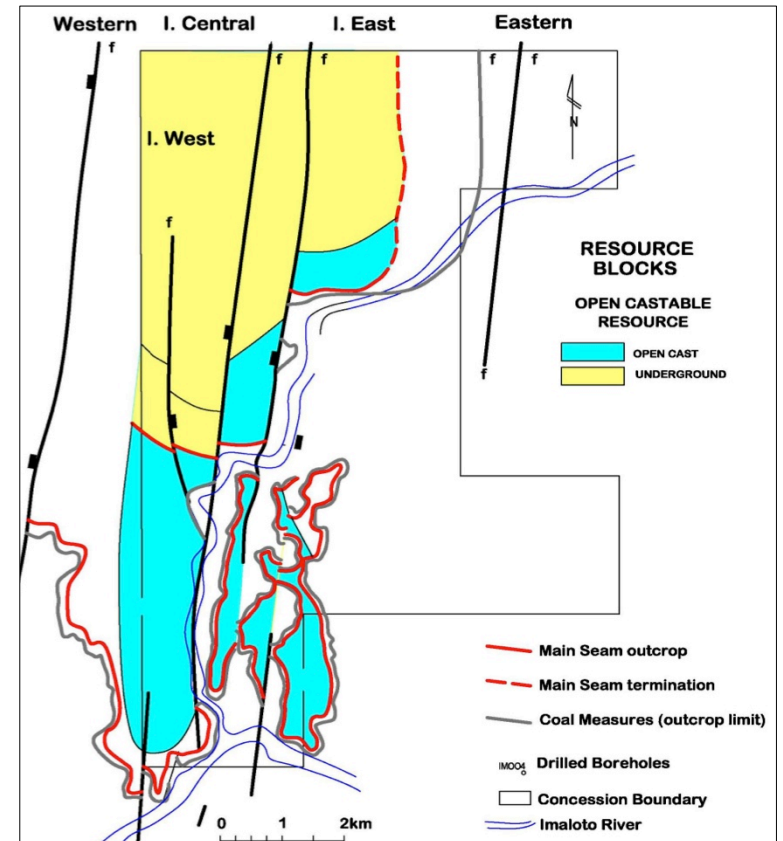 Western I. Central I. East Eastern
f f f f f
I. West
N
f
RESOURCE
BLOCKS
OPEN CASTABLE
RESOURCE
OPEN CAST
UNDERGROUND
f
Main Seam outcrop
Main Seam termination
Coal Measures (outcrop limit)
IMO04 Drilled Boreholes
Concession Boundary
Imaloto River
0 1 2km